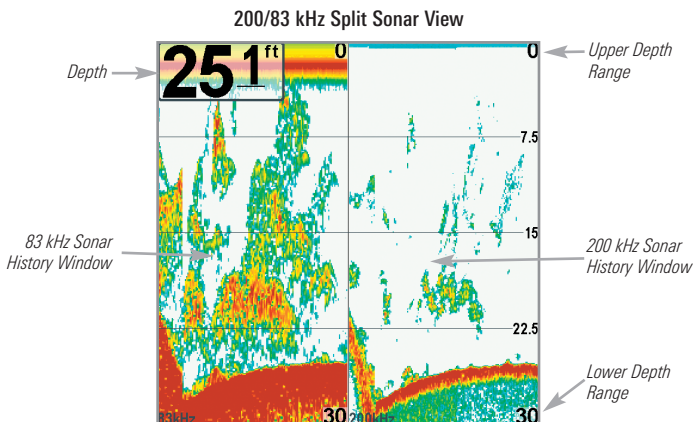 200/83 kHz Split Sonar View
Depth
25.1 ft
0
0
Upper Depth
Range
7.5
83 kHz Sonar
History Window
15
200 kHz Sonar
History Window
22.5
Lower Depth
Range
83kHz
30
200kHz
30